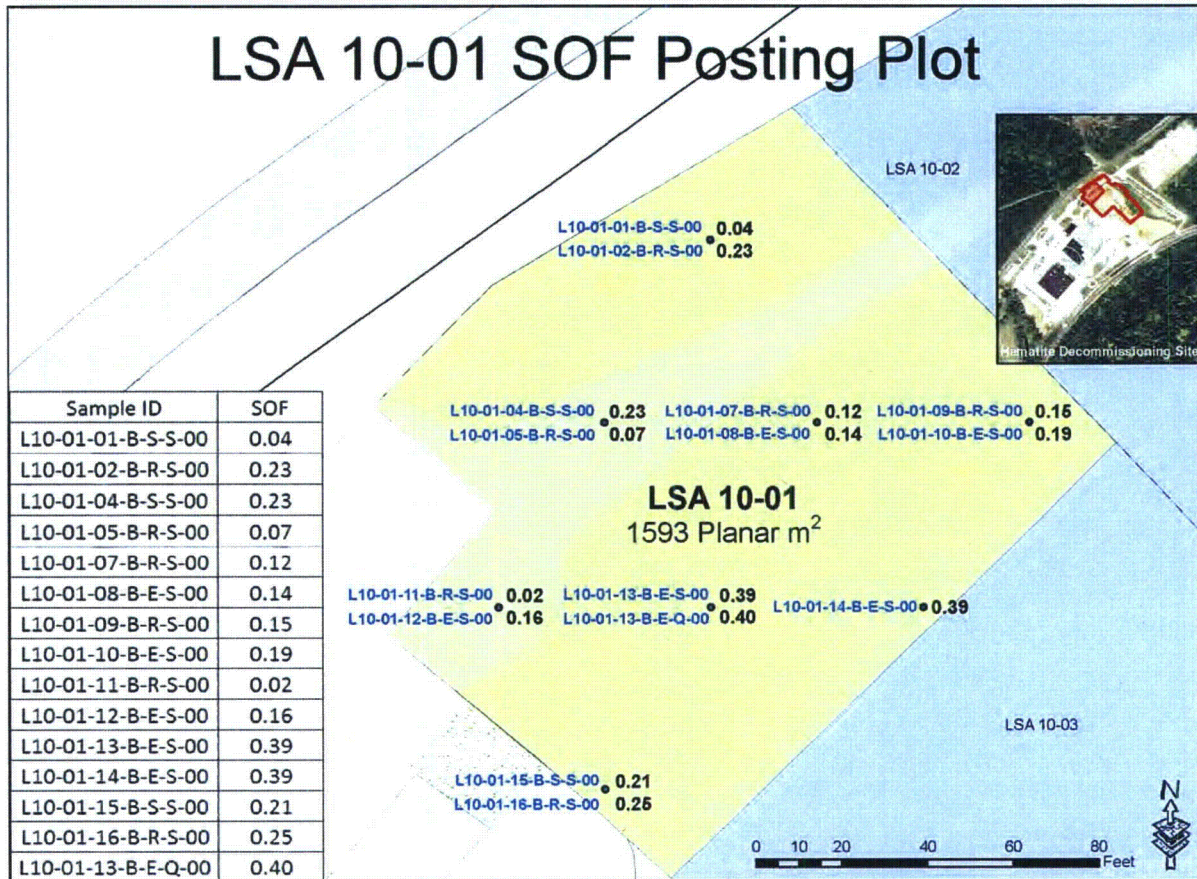 LSA 10-01 SOF Posting Plot
LSA 10-02
Hematite Decommissioning Site
L10-01-01-B-S-S-00 0.04
L10-01-02-B-R-S-00 0.23
L10-01-04-B-S-S-00 0.23 L10-01-07-B-R-S-00 0.12 L10-01-09-B-R-S-00 0.15
L10-01-05-B-R-S-00 0.07 L10-01-08-B-E-S-00 0.14 L10-01-10-B-E-S-00 0.19
LSA 10-01
1593 Planar m²
L10-01-11-B-R-S-00 0.02 L10-01-13-B-E-S-00 0.39 L10-01-14-B-E-S-00 0.39
L10-01-12-B-E-S-00 0.16 L10-01-13-B-E-Q-00 0.40
LSA 10-03
L10-01-15-B-S-S-00 0.21
L10-01-16-B-R-S-00 0.25
Sample ID SOF
L10-01-01-B-S-S-00 0.04
L10-01-02-B-R-S-00 0.23
L10-01-04-B-S-S-00 0.23
L10-01-05-B-R-S-00 0.07
L10-01-07-B-R-S-00 0.12
L10-01-08-B-E-S-00 0.14
L10-01-09-B-R-S-00 0.15
L10-01-10-B-E-S-00 0.19
L10-01-11-B-R-S-00 0.02
L10-01-12-B-E-S-00 0.16
L10-01-13-B-E-S-00 0.39
L10-01-14-B-E-S-00 0.39
L10-01-15-B-S-S-00 0.21
L10-01-16-B-R-S-00 0.25
L10-01-13-B-E-Q-00 0.40
N
0 10 20 40 60 80
Feet